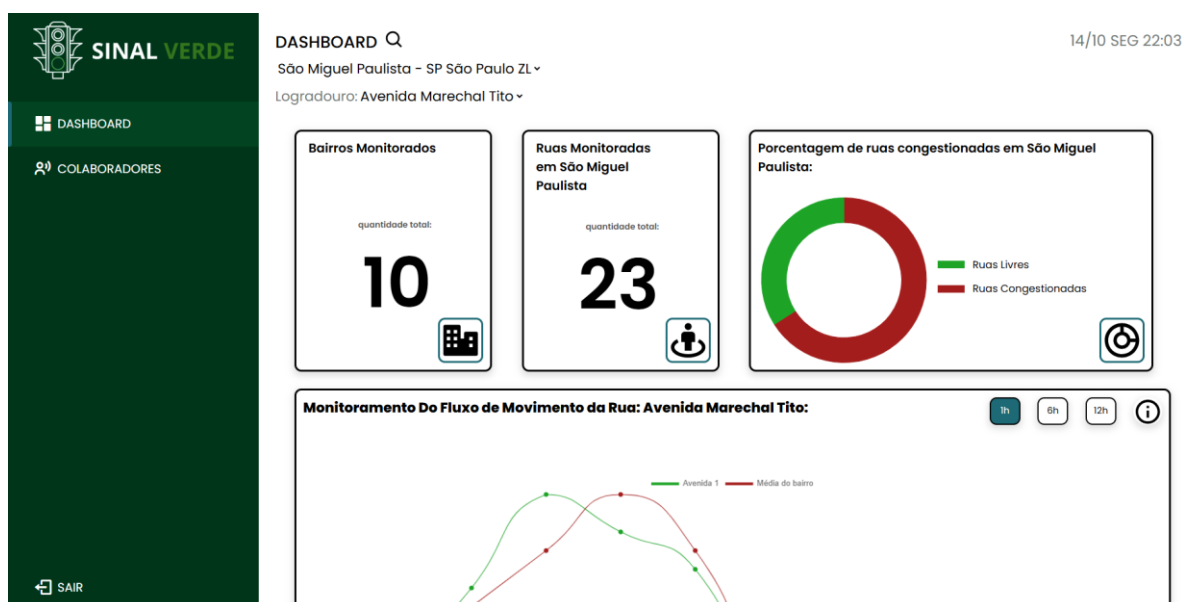 SINAL VERDE
DASHBOARD
COLABORADORES
SAIR
DASHBOARD
14/10 SEG 22:03
São Miguel Paulista - SP São Paulo ZL
Logradouro: Avenida Marechal Tito
Bairros Monitorados
quantidade total:
10
Ruas Monitoradas
em São Miguel
Paulista
quantidade total:
23
Porcentagem de ruas congestionadas em São Miguel
Paulista:
Ruas Livres
Ruas Congestionadas
Monitoramento Do Fluxo de Movimento da Rua: Avenida Marechal Tito:
1h
6h
12h
Avenida 1
Média do bairro